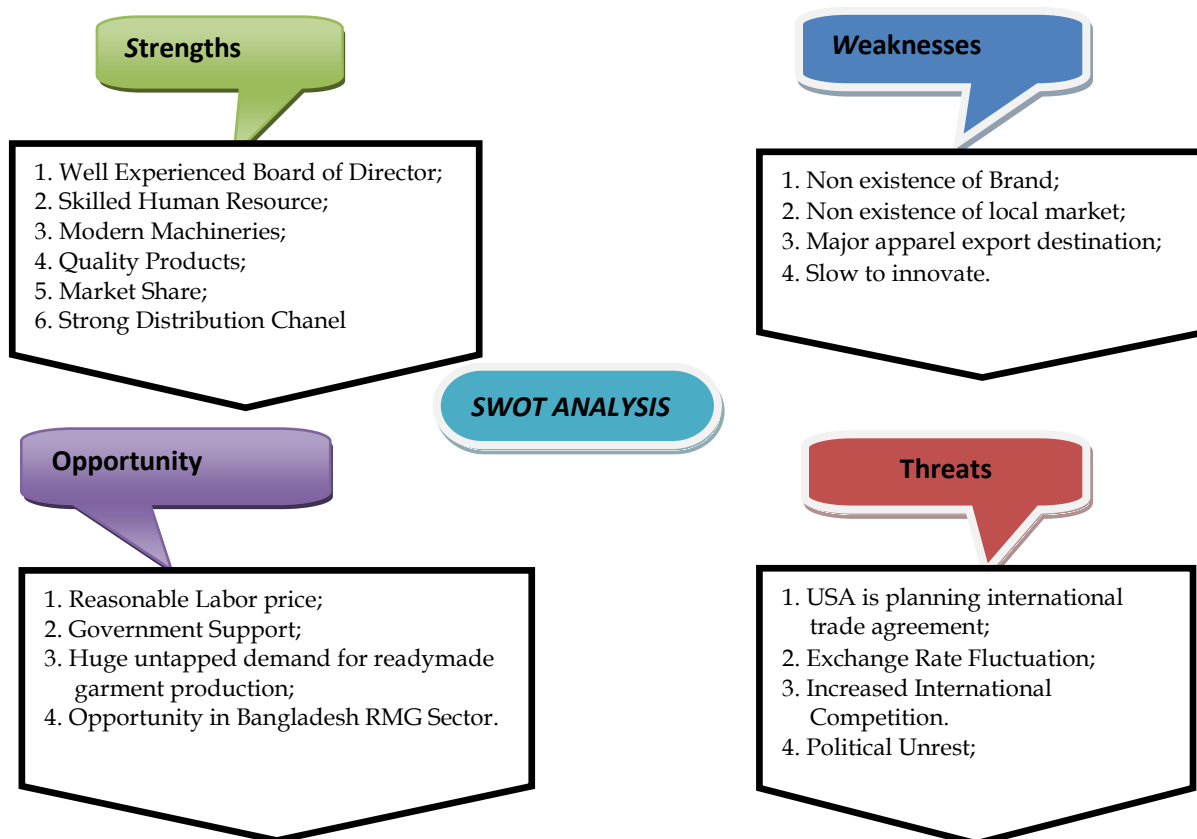 Strengths
1. Well Experienced Board of Director;
2. Skilled Human Resource;
3. Modern Machineries;
4. Quality Products;
5. Market Share;
6. Strong Distribution Chanel
Weaknesses
1. Non existence of Brand;
2. Non existence of local market;
3. Major apparel export destination;
4. Slow to innovate.
SWOT ANALYSIS
Opportunity
1. Reasonable Labor price;
2. Government Support;
3. Huge untapped demand for readymade
garment production;
4. Opportunity in Bangladesh RMG Sector.
Threats
1. USA is planning international
trade agreement;
2. Exchange Rate Fluctuation;
3. Increased International
Competition.
4. Political Unrest;